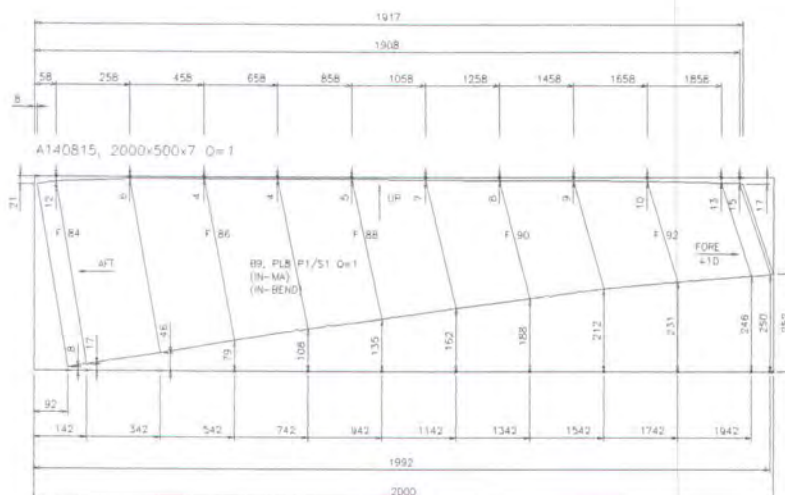 1917
1908
58 258 458 658 858 1058 1258 1458 1658 1858
8
A140815, 2000x500x7 Q=1
21 12 6 4 4 5 UP 7 8 9 10 13 15 17
F 84 F 86 F 88 F 90 F 92
FORE
AFT
89, PL8 P1/S1 Q=1
(IN-MA)
(IN-BEND)
8 17 46 79 108 135 162 188 212 231 246 250
92
142 342 542 742 942 1142 1342 1542 1742 1942
1992
2000